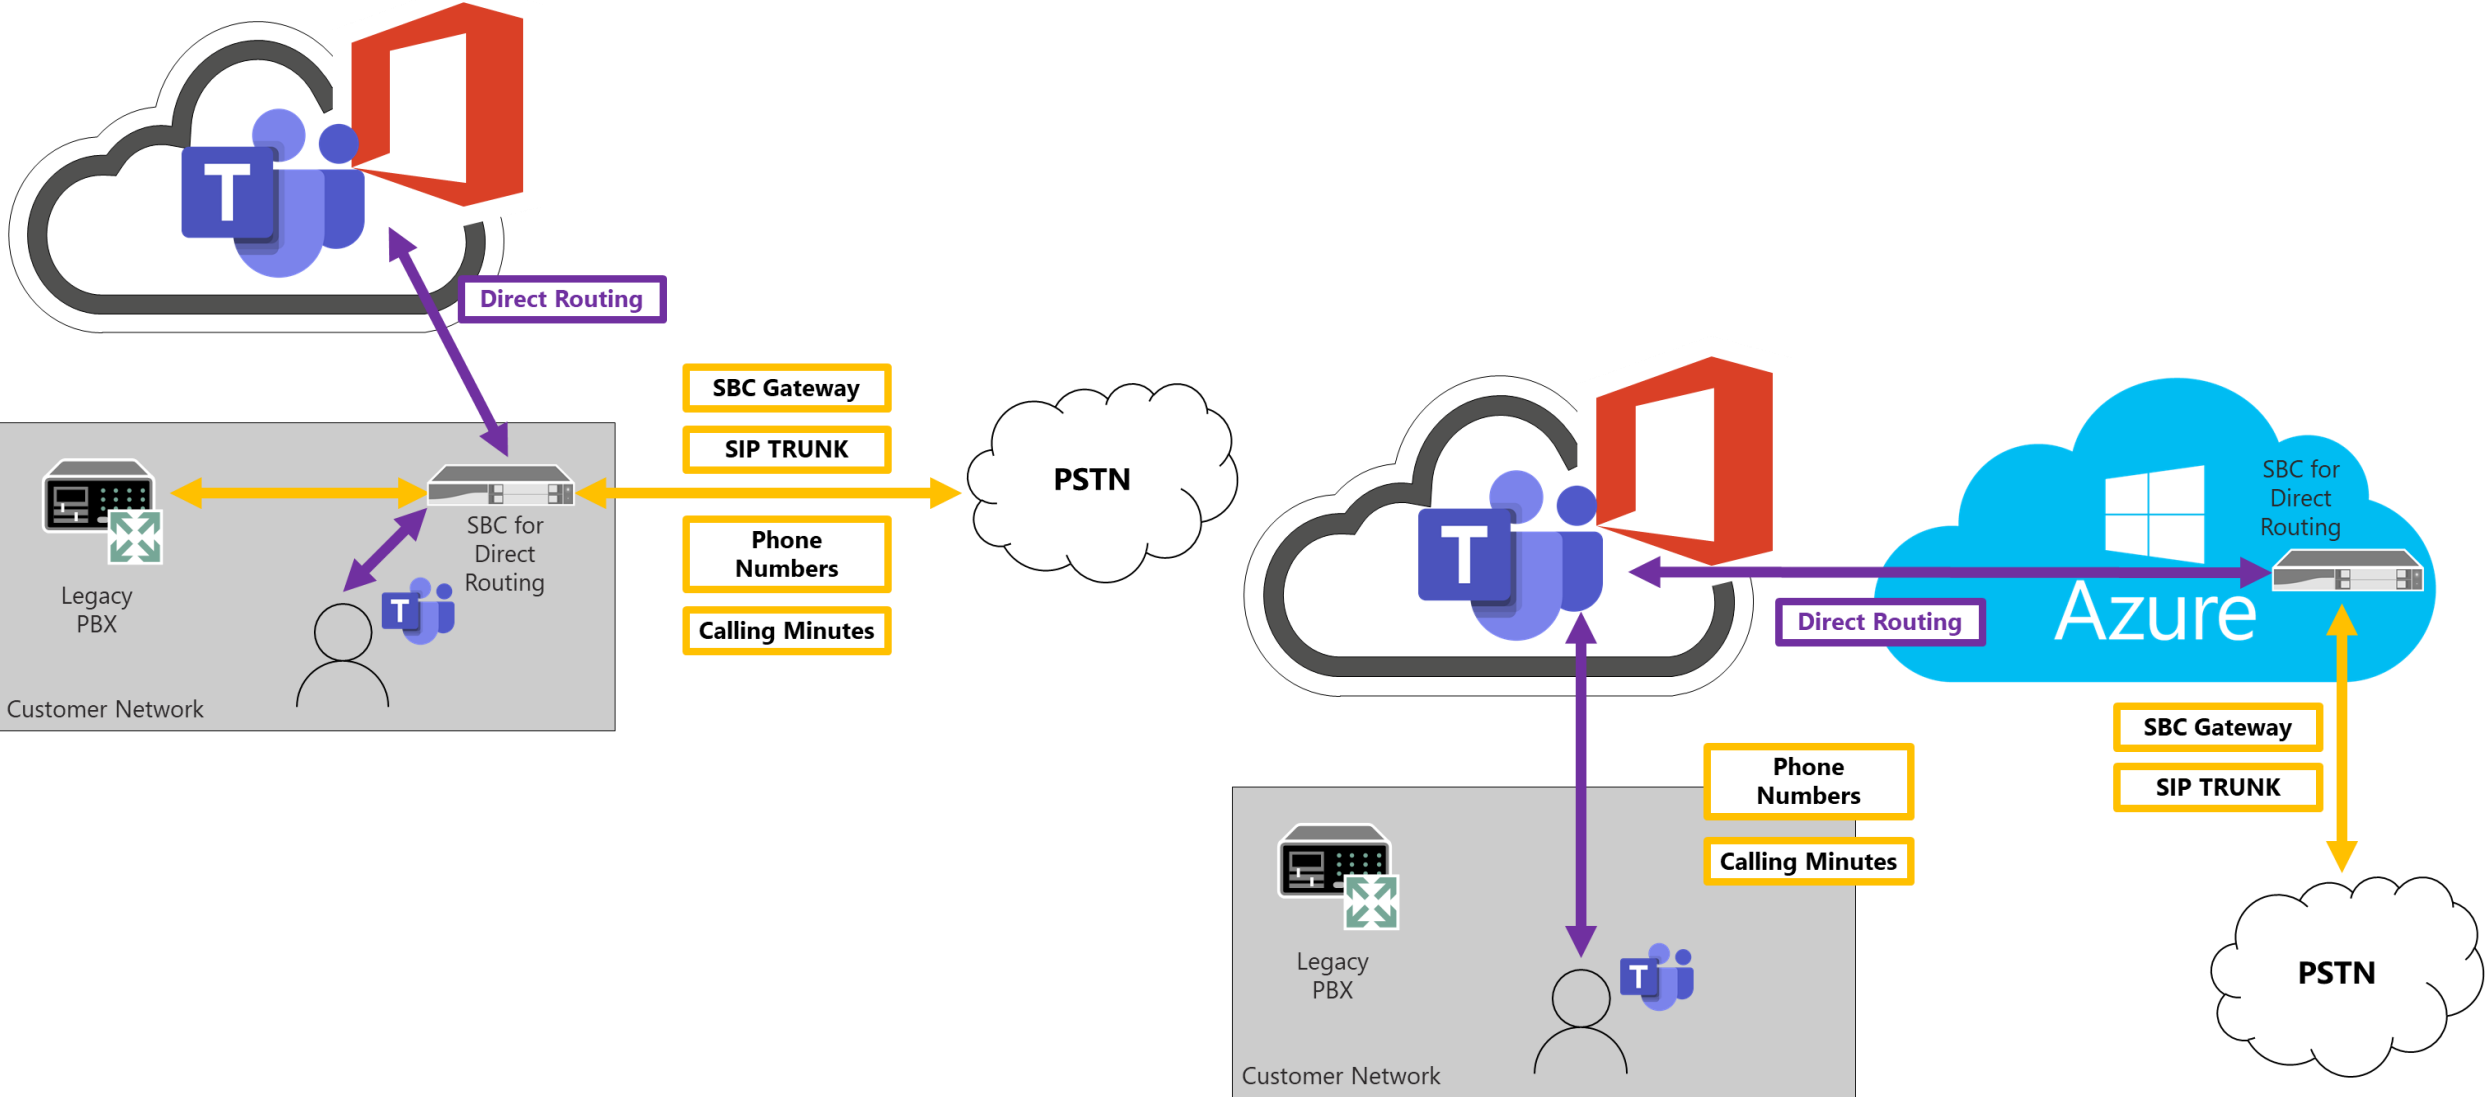 T
Direct Routing
SBC Gateway
SIP TRUNK
PSTN
SBC for
Direct
Routing
Phone
Numbers
Calling Minutes
Legacy
PBX
T
Customer Network
T
SBC for
Direct
Routing
Azure
Direct Routing
SBC Gateway
SIP TRUNK
Phone
Numbers
Calling Minutes
Legacy
PBX
T
PSTN
Customer Network